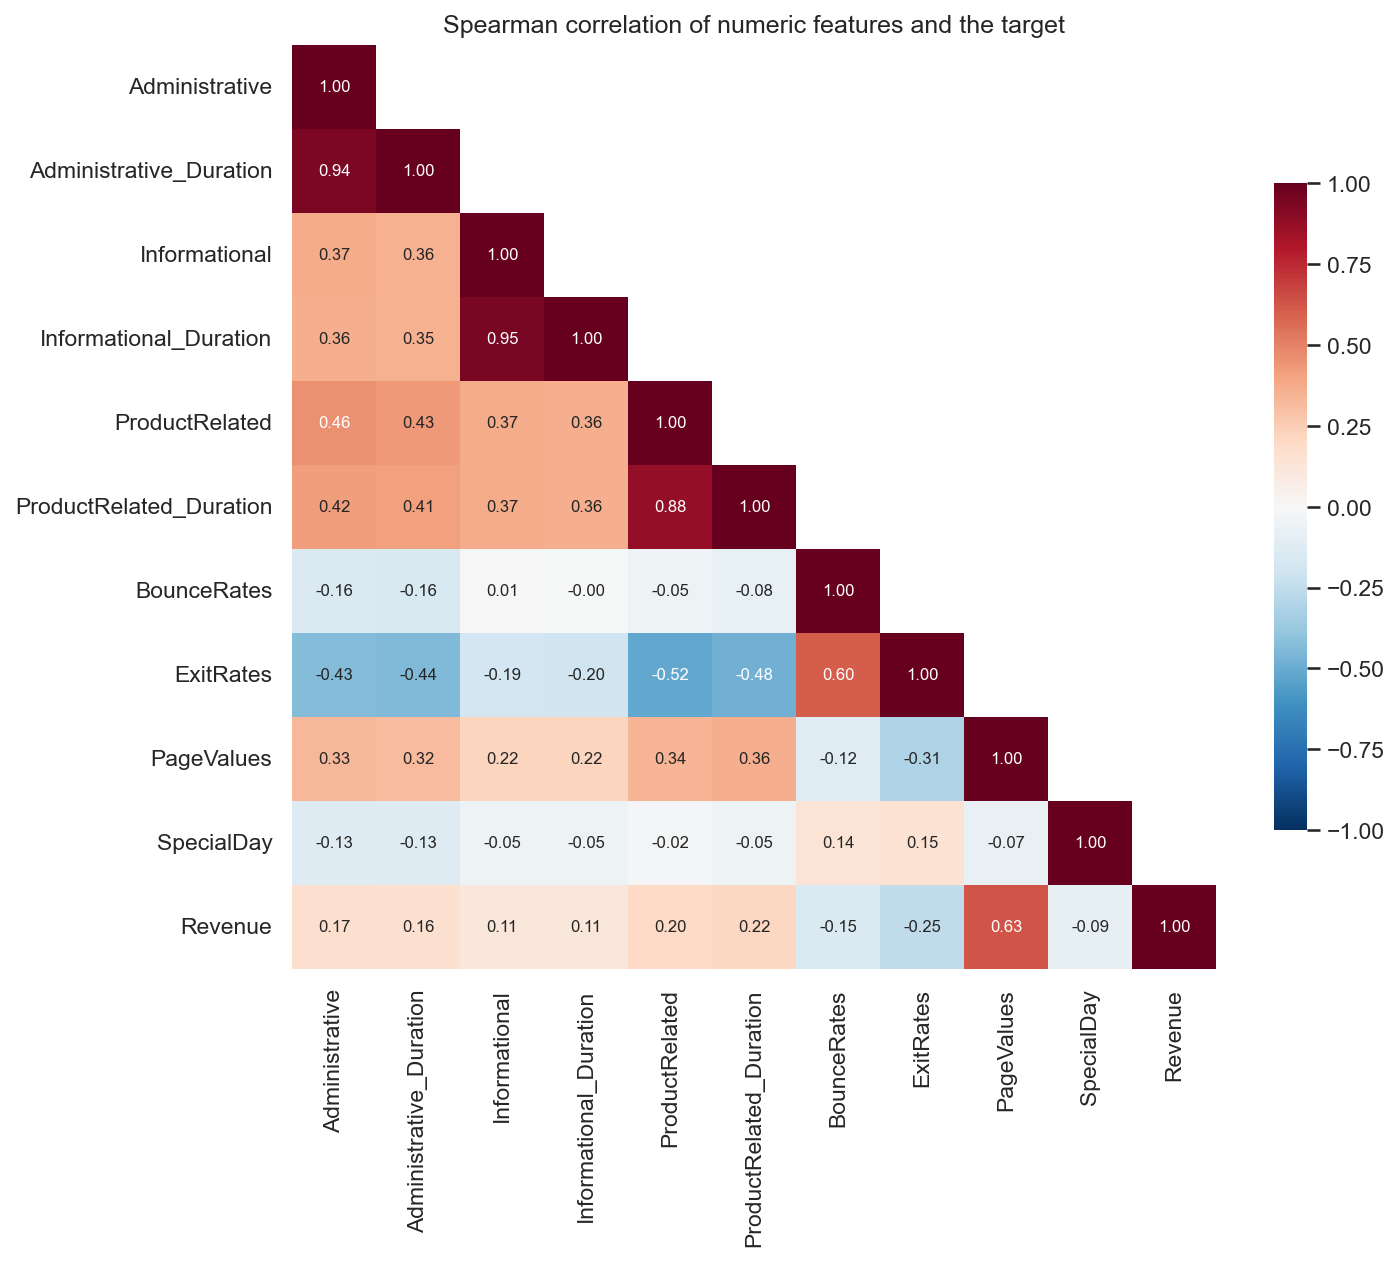 Spearman correlation of numeric features and the target
Administrative 1.00
Administrative_Duration 0.94 1.00
Informational 0.37 0.36 1.00
Informational_Duration 0.36 0.35 0.95 1.00
ProductRelated 0.46 0.43 0.37 0.36 1.00
ProductRelated_Duration 0.42 0.41 0.37 0.36 0.88 1.00
BounceRates -0.16 -0.16 0.01 -0.00 -0.05 -0.08 1.00
ExitRates -0.43 -0.44 -0.19 -0.20 -0.52 -0.48 0.60 1.00
PageValues 0.33 0.32 0.22 0.22 0.34 0.36 -0.12 -0.31 1.00
SpecialDay -0.13 -0.13 -0.05 -0.05 -0.02 -0.05 0.14 0.15 -0.07 1.00
Revenue 0.17 0.16 0.11 0.11 0.20 0.22 -0.15 -0.25 0.63 -0.09 1.00
Administrative
Administrative_Duration
Informational
Informational_Duration
ProductRelated
ProductRelated_Duration
BounceRates
ExitRates
PageValues
SpecialDay
Revenue
1.00
0.75
0.50
0.25
0.00
−0.25
−0.50
−0.75
−1.00